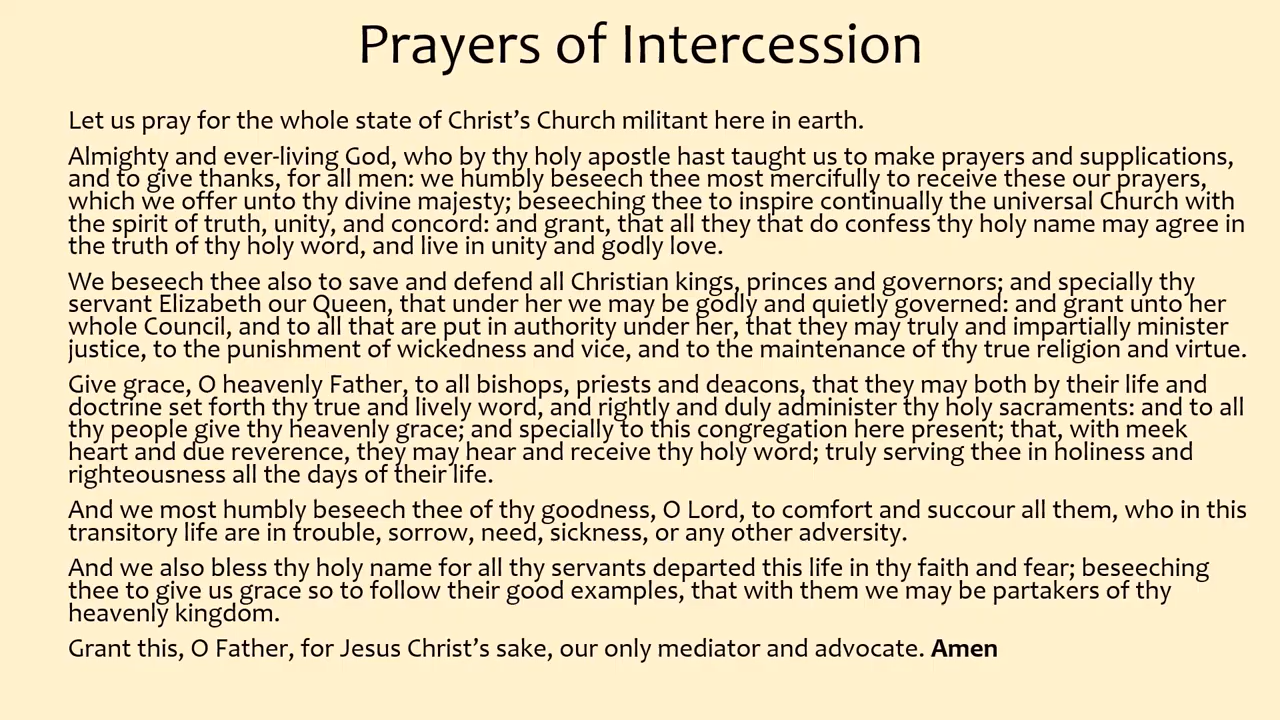 Prayers of Intercession
Let us pray for the whole state of Christ’s Church militant here in earth.
Almighty and ever-living God, who by thy holy apostle hast taught us to make prayers and supplications,
and to give thanks, for all men: we humbly beseech thee most mercifully to receive these our prayers,
which we offer unto thy divine majesty; beseeching thee to inspire continually the universal Church with
the spirit of truth, unity, and concord: and grant, that all they that do confess thy holy name may agree in
the truth of thy holy word, and live in unity and godly love.
We beseech thee also to save and defend all Christian kings, princes and governors; and specially thy
servant Elizabeth our Queen, that under her we may be godly and quietly governed: and grant unto her
whole Council, and to all that are put in authority under her, that they may truly and impartially minister
justice, to the punishment of wickedness and vice, and to the maintenance of thy true religion and virtue.
Give grace, O heavenly Father, to all bishops, priests and deacons, that they may both by their life and
doctrine set forth thy true and lively word, and rightly and duly administer thy holy sacraments: and to all
thy people give thy heavenly grace; and specially to this congregation here present; that, with meek
heart and due reverence, they may hear and receive thy holy word; truly serving thee in holiness and
righteousness all the days of their life.
And we most humbly beseech thee of thy goodness, O Lord, to comfort and succour all them, who in this
transitory life are in trouble, sorrow, need, sickness, or any other adversity.
And we also bless thy holy name for all thy servants departed this life in thy faith and fear; beseeching
thee to give us grace so to follow their good examples, that with them we may be partakers of thy
heavenly kingdom.
Grant this, O Father, for Jesus Christ’s sake, our only mediator and advocate. Amen